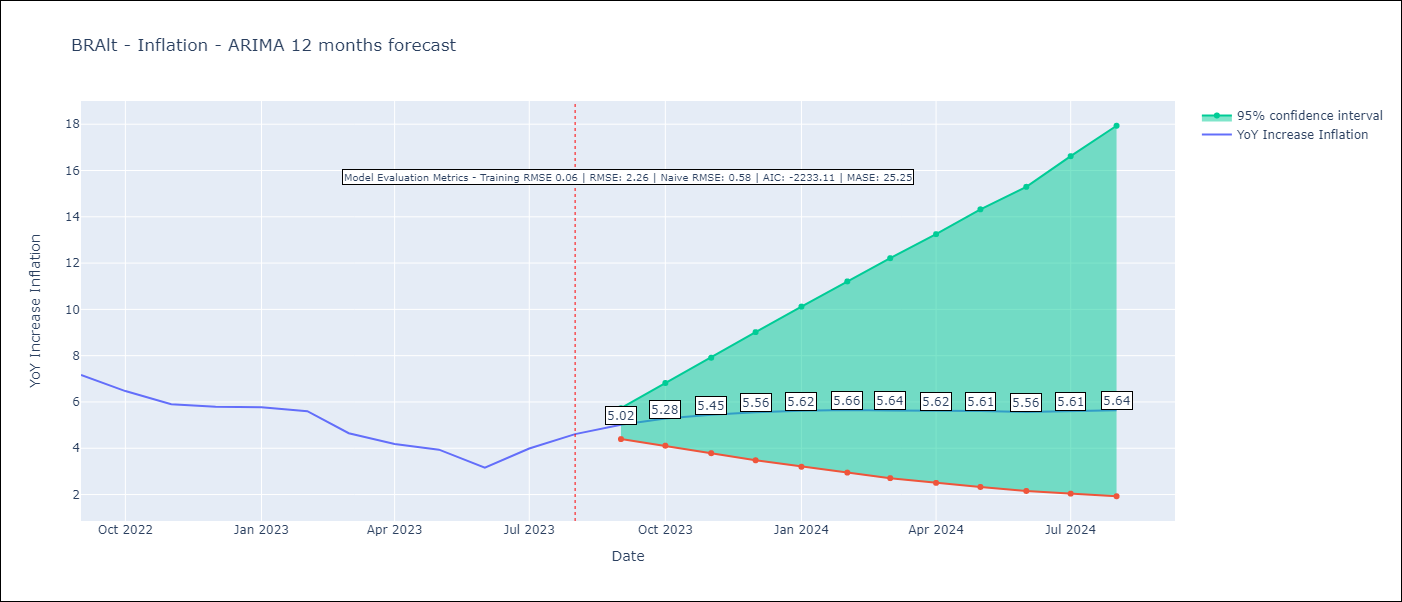 BRAlt - Inflation - ARIMA 12 months forecast
95% confidence interval
YoY Increase Inflation
Model Evaluation Metrics - Training RMSE 0.06 | RMSE: 2.26 | Naive RMSE: 0.58 | AIC: -2233.11 | MASE: 25.25
YoY Increase Inflation
18
16
14
12
10
8
6
4
2
5.02
5.28
5.45
5.56
5.62
5.66
5.64
5.62
5.61
5.56
5.61
5.64
Oct 2022
Jan 2023
Apr 2023
Jul 2023
Oct 2023
Jan 2024
Apr 2024
Jul 2024
Date